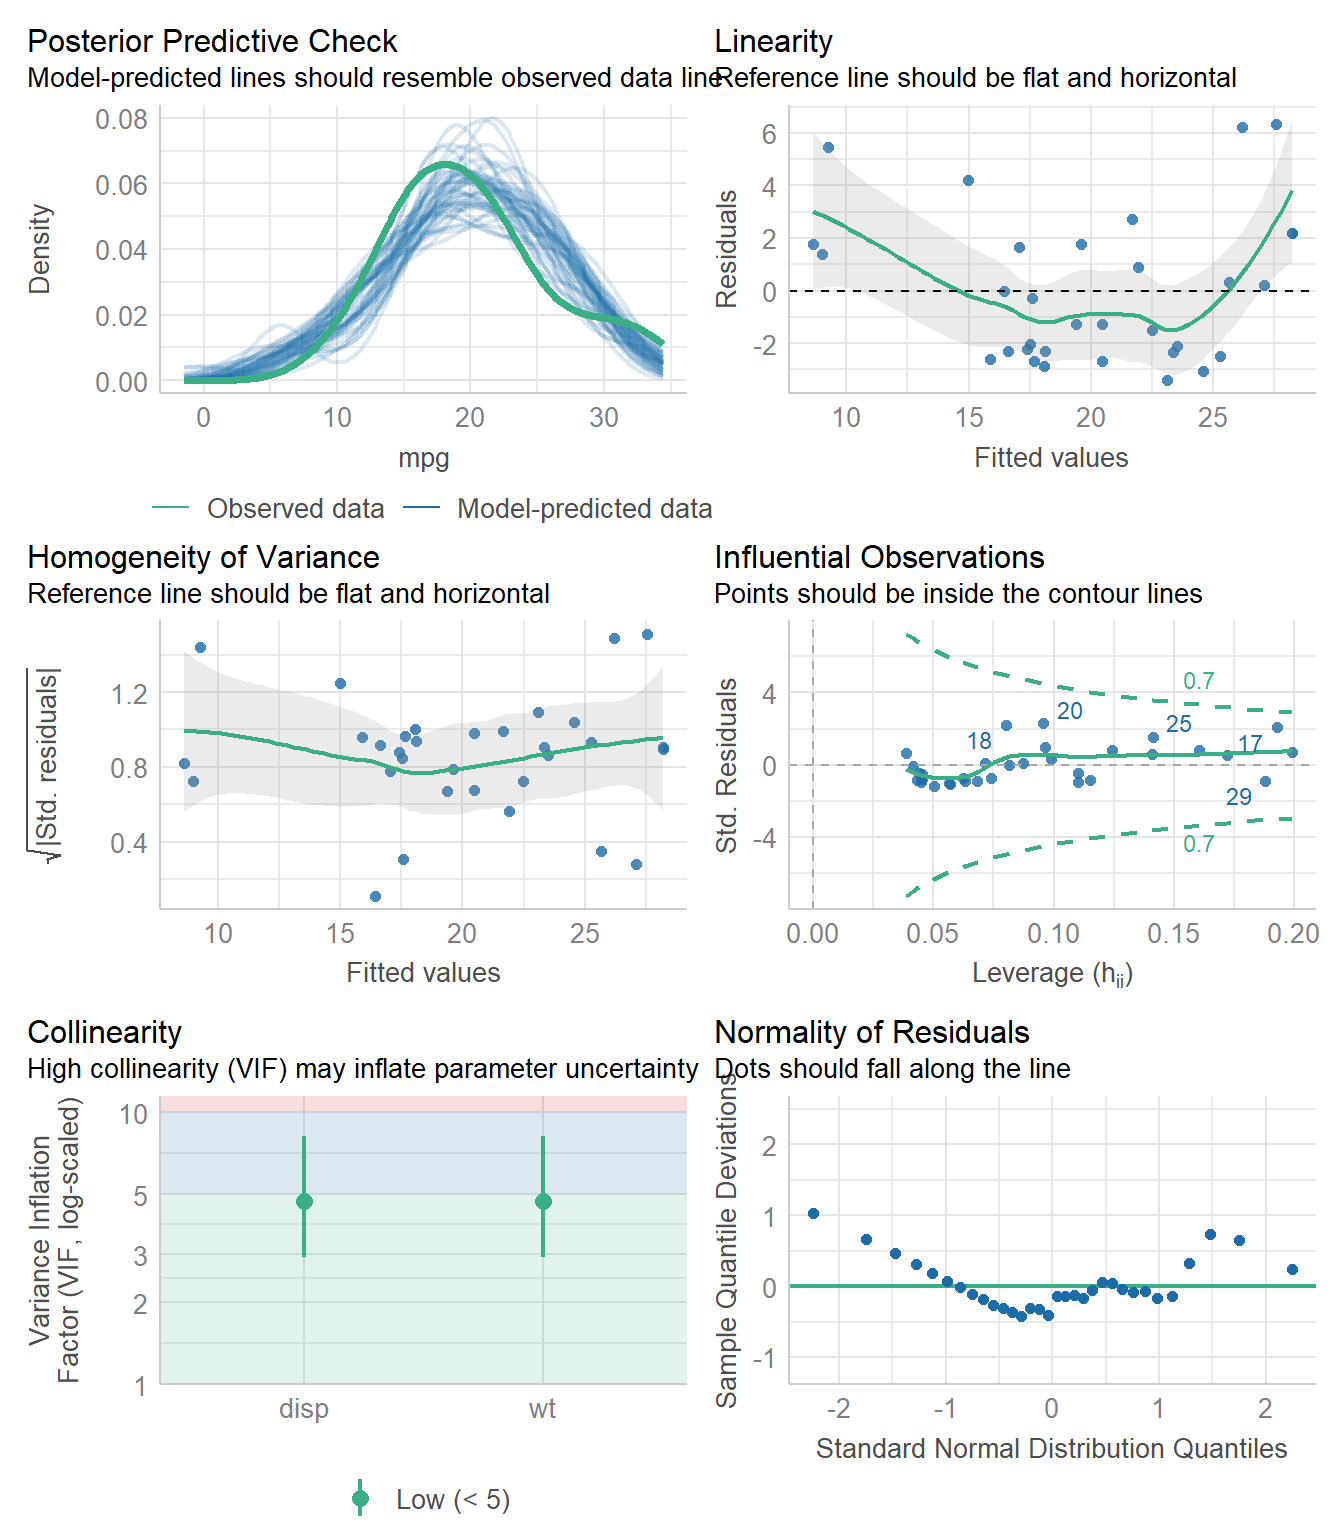 Posterior Predictive Check
Model-predicted lines should resemble observed data line
0.08
0.06
0.04
0.02
0.00
Density
0
10
20
30
mpg
Observed data
Model-predicted data
Linearity
Reference line should be flat and horizontal
6
4
2
0
-2
Residuals
10
15
20
25
Fitted values
Homogeneity of Variance
Reference line should be flat and horizontal
1.2
0.8
0.4
√|Std. residuals|
10
15
20
25
Fitted values
Influential Observations
Points should be inside the contour lines
4
0
-4
Std. Residuals
0.7
20
25
18
17
29
0.7
0.00
0.05
0.10
0.15
0.20
Leverage (hii)
Collinearity
High collinearity (VIF) may inflate parameter uncertainty
10
5
3
2
1
Variance Inflation
Factor (VIF, log-scaled)
disp
wt
Low (< 5)
Normality of Residuals
Dots should fall along the line
2
1
0
-1
Sample Quantile Deviations
-2
-1
0
1
2
Standard Normal Distribution Quantiles